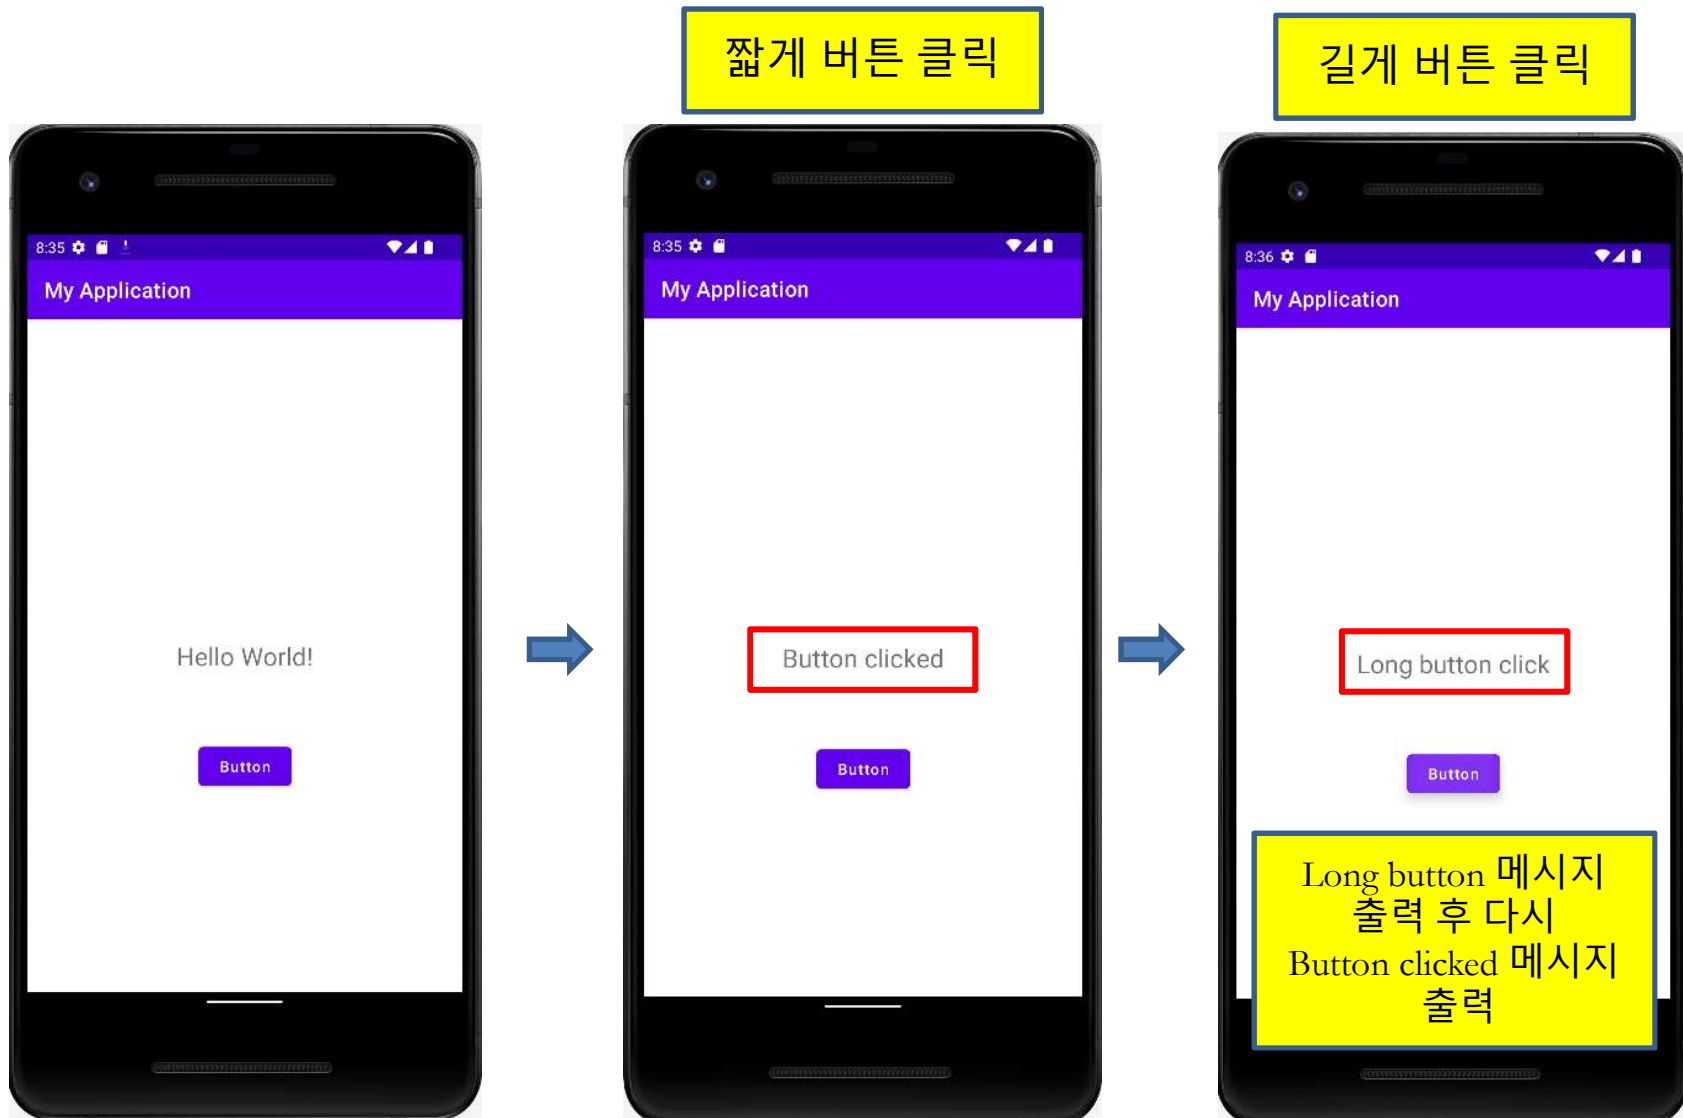 짧게 버튼 클릭
길게 버튼 클릭
8:35
My Application
Hello World!
Button
8:35
My Application
Button clicked
Button
8:36
My Application
Long button click
Button
Long button 메시지
출력 후 다시
Button clicked 메시지
출력